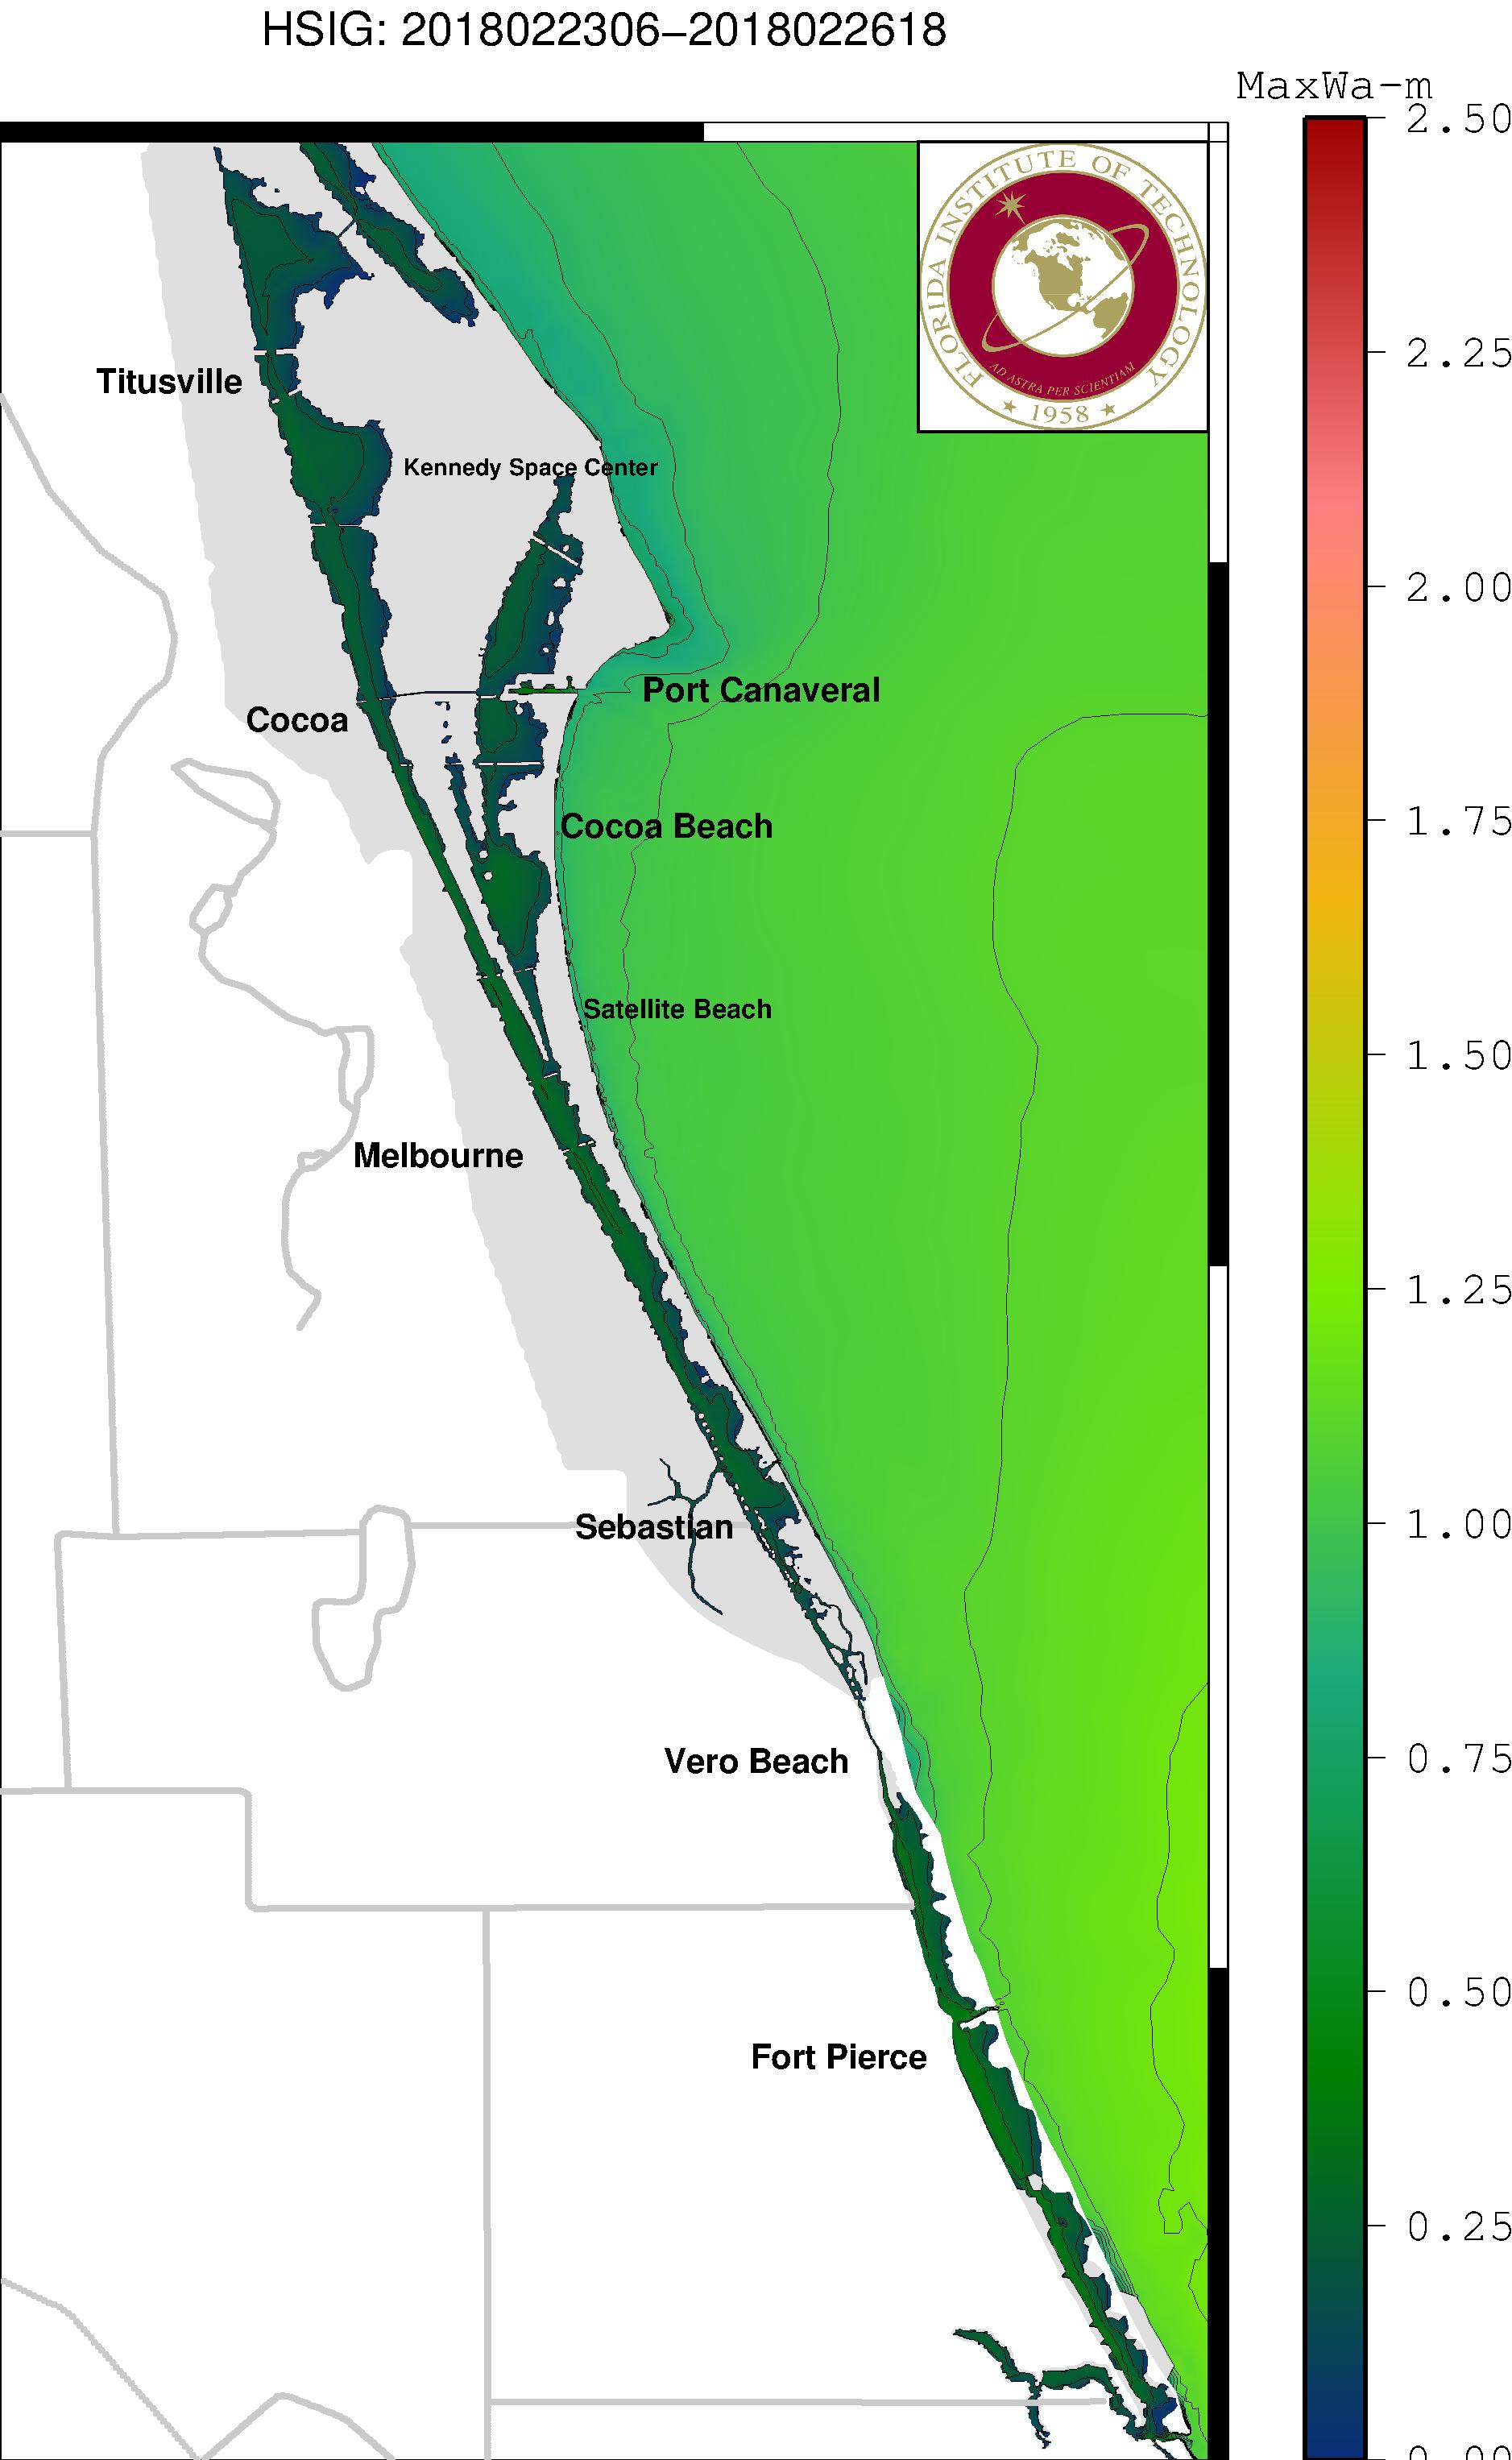 HSIG: 2018022306–2018022618
MaxWa-m
2.50
2.25
2.00
1.75
1.50
1.25
1.00
0.75
0.50
0.25
0.00
FLORIDA INSTITUTE OF TECHNOLOGY
AD ASTRA PER SCIENTIAM
★ 1958 ★
Titusville
Kennedy Space Center
Port Canaveral
Cocoa
Cocoa Beach
Satellite Beach
Melbourne
Sebastian
Vero Beach
Fort Pierce